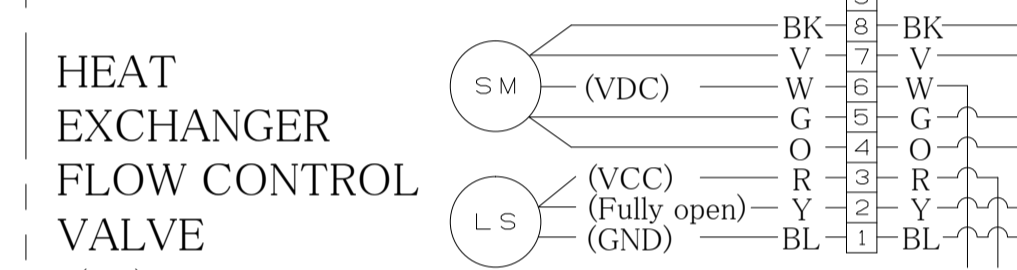 HEAT
EXCHANGER
FLOW CONTROL
VALVE
SM
LS
BK 8 BK
V 7 V
(VDC) W 6 W
G 5 G
O 4 O
(VCC) R 3 R
(Fully open) Y 2 Y
(GND) BL 1 BL